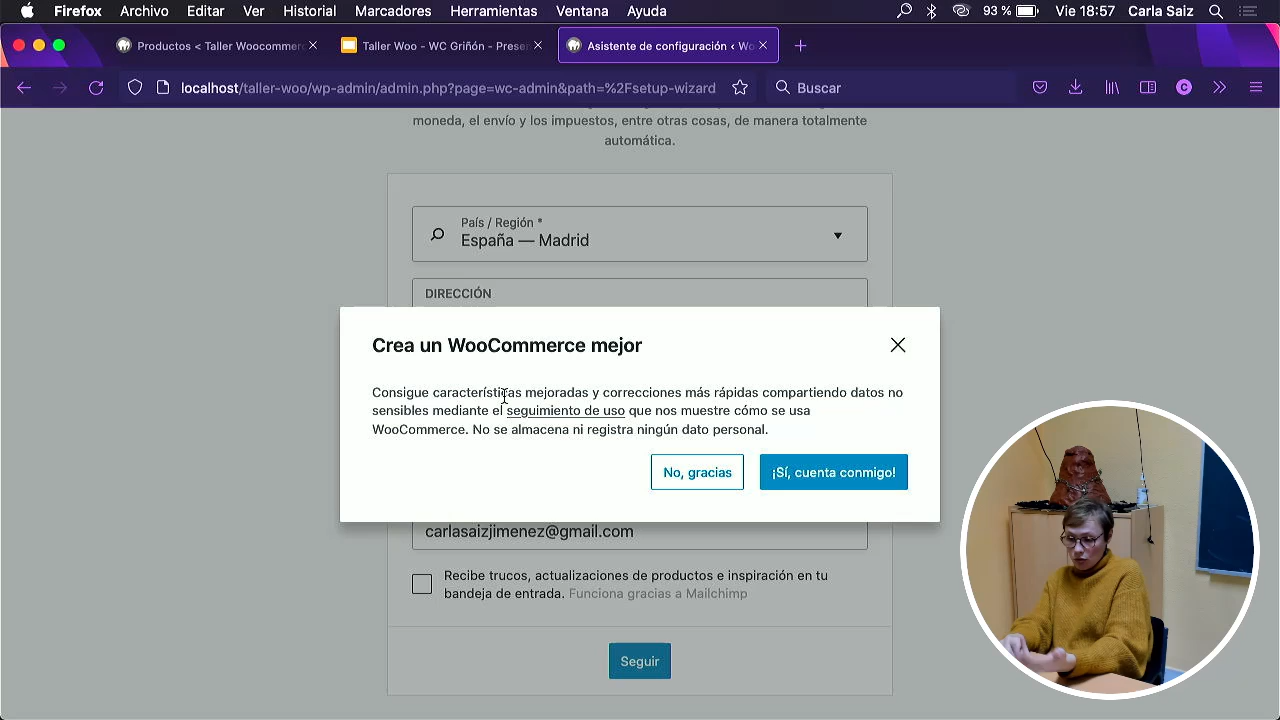 Firefox Archivo Editar Ver Historial Marcadores Herramientas Ventana Ayuda 93 % Vie 18:57 Carla Saiz
Productos < Taller Woocommerc
Taller Woo - WC Griñón - Presen
Asistente de configuración ‹ Wo
localhost/taller-woo/wp-admin/admin.php?page=wc-admin&path=%2Fsetup-wizard
Buscar
C
moneda, el envío y los impuestos, entre otras cosas, de manera totalmente
automática.
País / Región *
España — Madrid
DIRECCIÓN
Crea un WooCommerce mejor
Consigue características mejoradas y correcciones más rápidas compartiendo datos no
sensibles mediante el seguimiento de uso que nos muestre cómo se usa
WooCommerce. No se almacena ni registra ningún dato personal.
No, gracias
¡Sí, cuenta conmigo!
carlasaizjimenez@gmail.com
Recibe trucos, actualizaciones de productos e inspiración en tu
bandeja de entrada. Funciona gracias a Mailchimp
Seguir